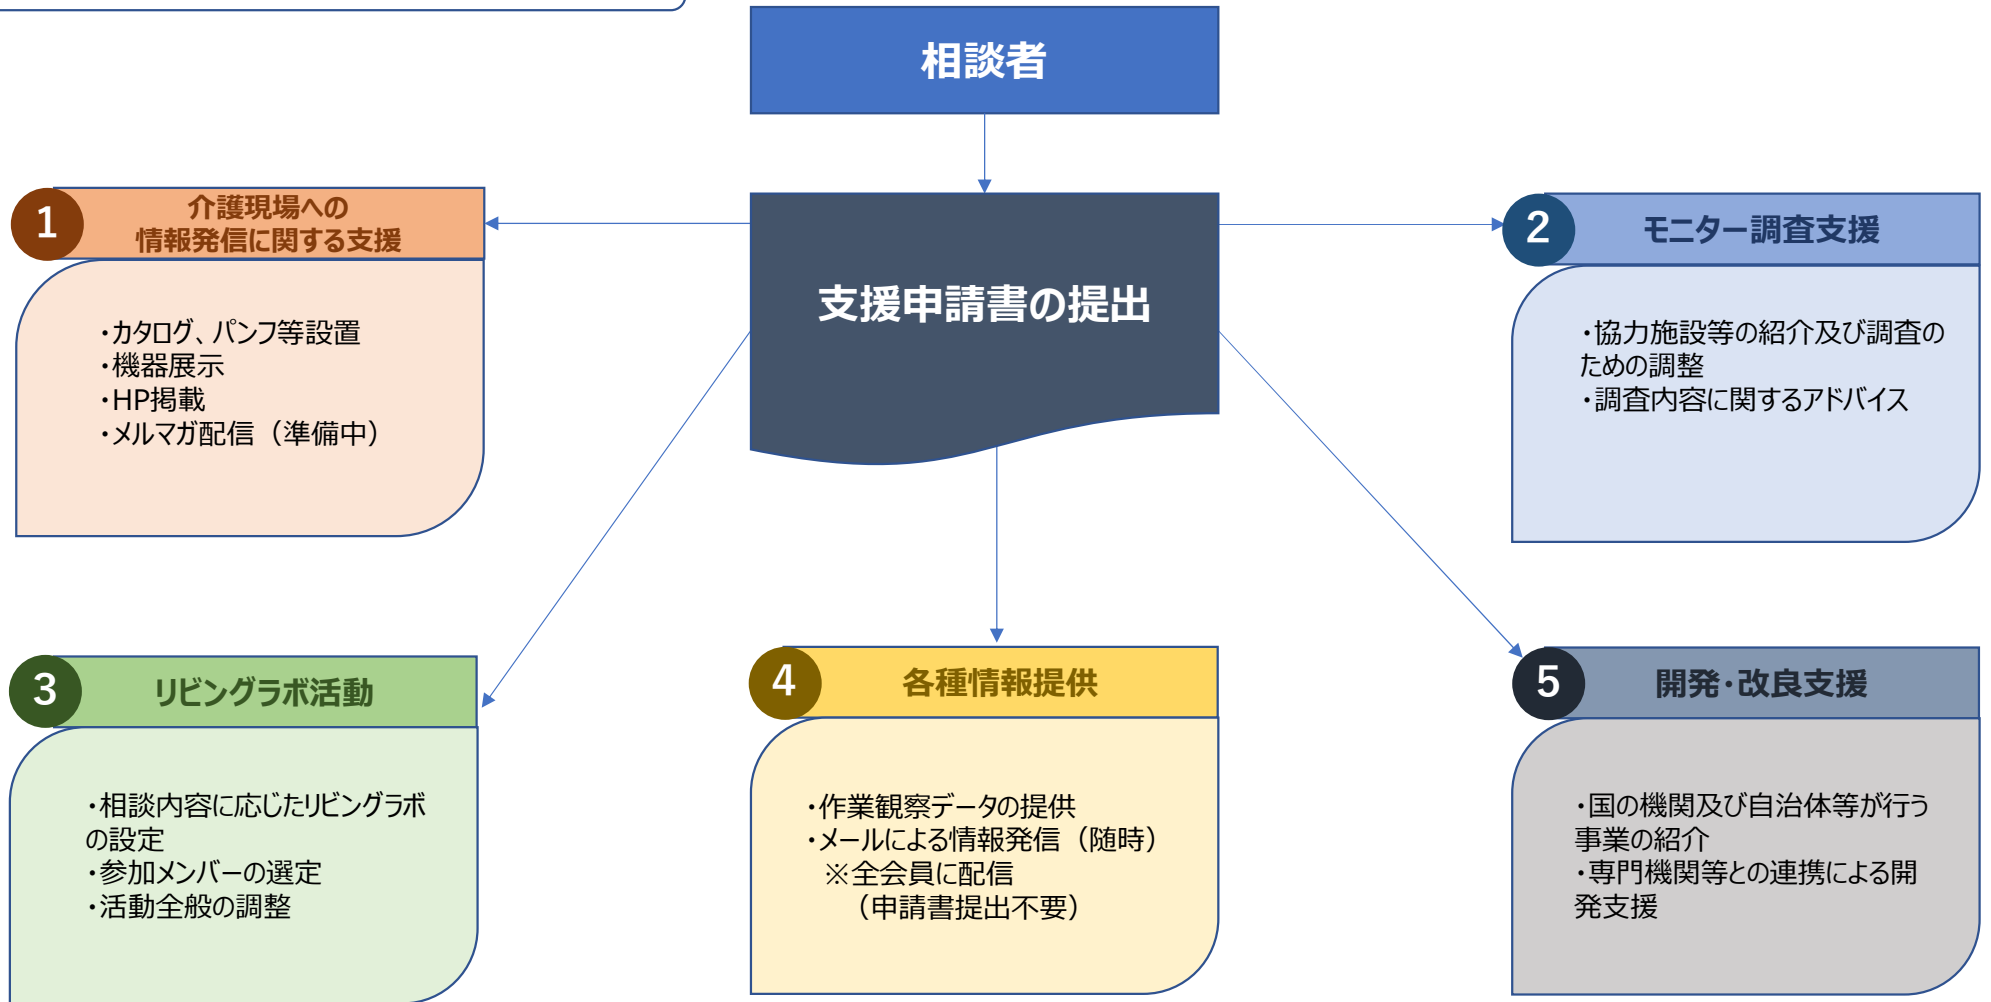 相談者
支援申請書の提出
1
介護現場への
情報発信に関する支援
・カタログ、パンフ等設置
・機器展示
・HP掲載
・メルマガ配信（準備中）
2
モニター調査支援
・協力施設等の紹介及び調査の
ための調整
・調査内容に関するアドバイス
3
リビングラボ活動
・相談内容に応じたリビングラボ
の設定
・参加メンバーの選定
・活動全般の調整
4
各種情報提供
・作業観察データの提供
・メールによる情報発信（随時）
※全会員に配信
（申請書提出不要）
5
開発・改良支援
・国の機関及び自治体等が行う
事業の紹介
・専門機関等との連携による開
発支援